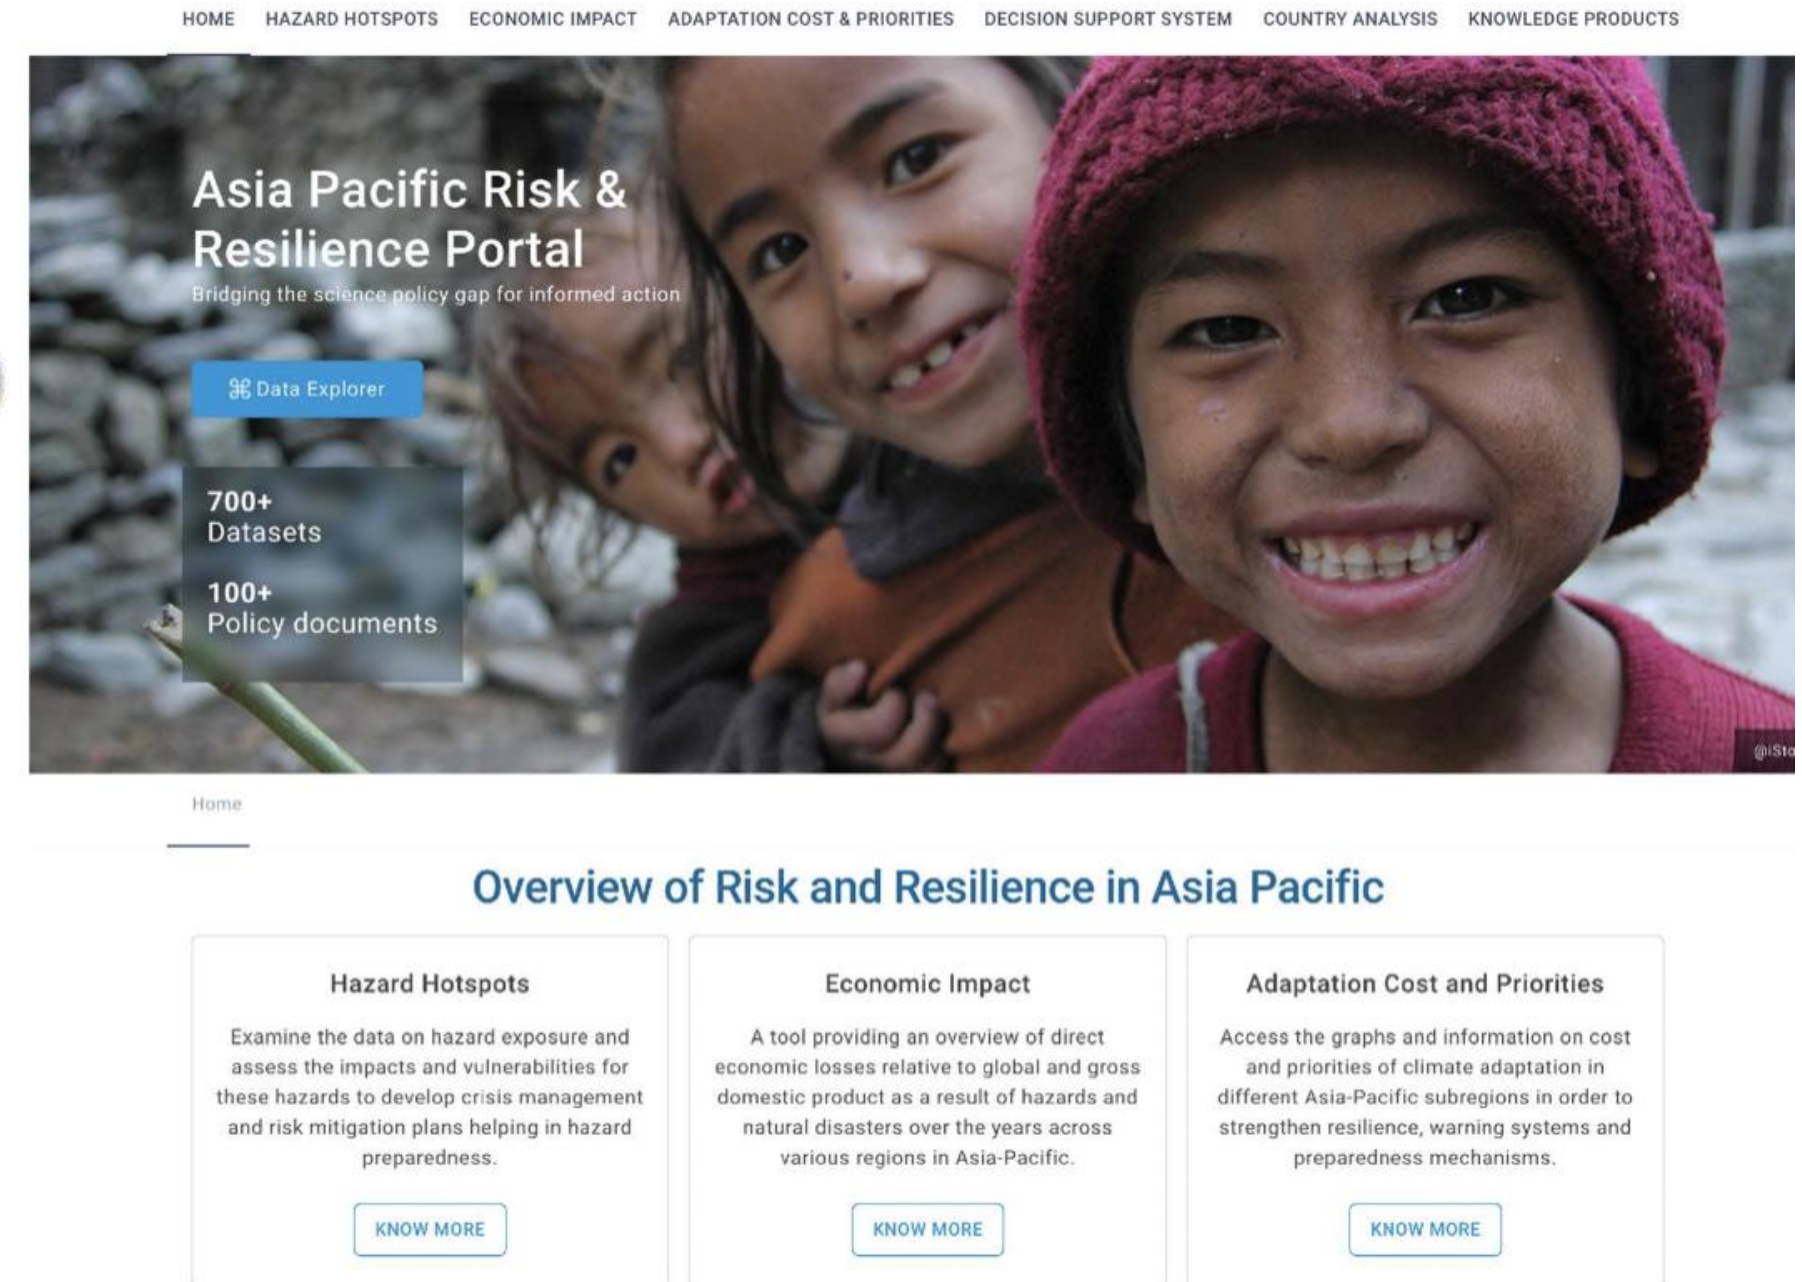 HOME HAZARD HOTSPOTS ECONOMIC IMPACT ADAPTATION COST & PRIORITIES DECISION SUPPORT SYSTEM COUNTRY ANALYSIS KNOWLEDGE PRODUCTS
Asia Pacific Risk &
Resilience Portal
Bridging the science policy gap for informed action
⌘ Data Explorer
700+
Datasets
100+
Policy documents
@iSto
Home
Overview of Risk and Resilience in Asia Pacific
Hazard Hotspots
Examine the data on hazard exposure and
assess the impacts and vulnerabilities for
these hazards to develop crisis management
and risk mitigation plans helping in hazard
preparedness.
KNOW MORE
Economic Impact
A tool providing an overview of direct
economic losses relative to global and gross
domestic product as a result of hazards and
natural disasters over the years across
various regions in Asia-Pacific.
KNOW MORE
Adaptation Cost and Priorities
Access the graphs and information on cost
and priorities of climate adaptation in
different Asia-Pacific subregions in order to
strengthen resilience, warning systems and
preparedness mechanisms.
KNOW MORE